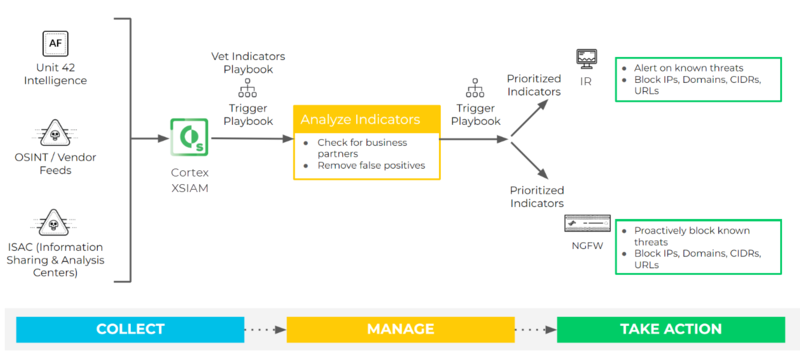 AF
Unit 42
Intelligence
OSINT / Vendor
Feeds
ISAC (Information
Sharing & Analysis
Centers)
S
Cortex
XSIAM
Vet Indicators
Playbook
Trigger
Playbook
Analyze Indicators
• Check for business
partners
• Remove false positives
Trigger
Playbook
Prioritized
Indicators
IR
• Alert on known threats
• Block IPs, Domains, CIDRs,
URLs
Prioritized
Indicators
NGFW
• Proactively block known
threats
• Block IPs, Domains, CIDRs,
URLs
COLLECT
MANAGE
TAKE ACTION